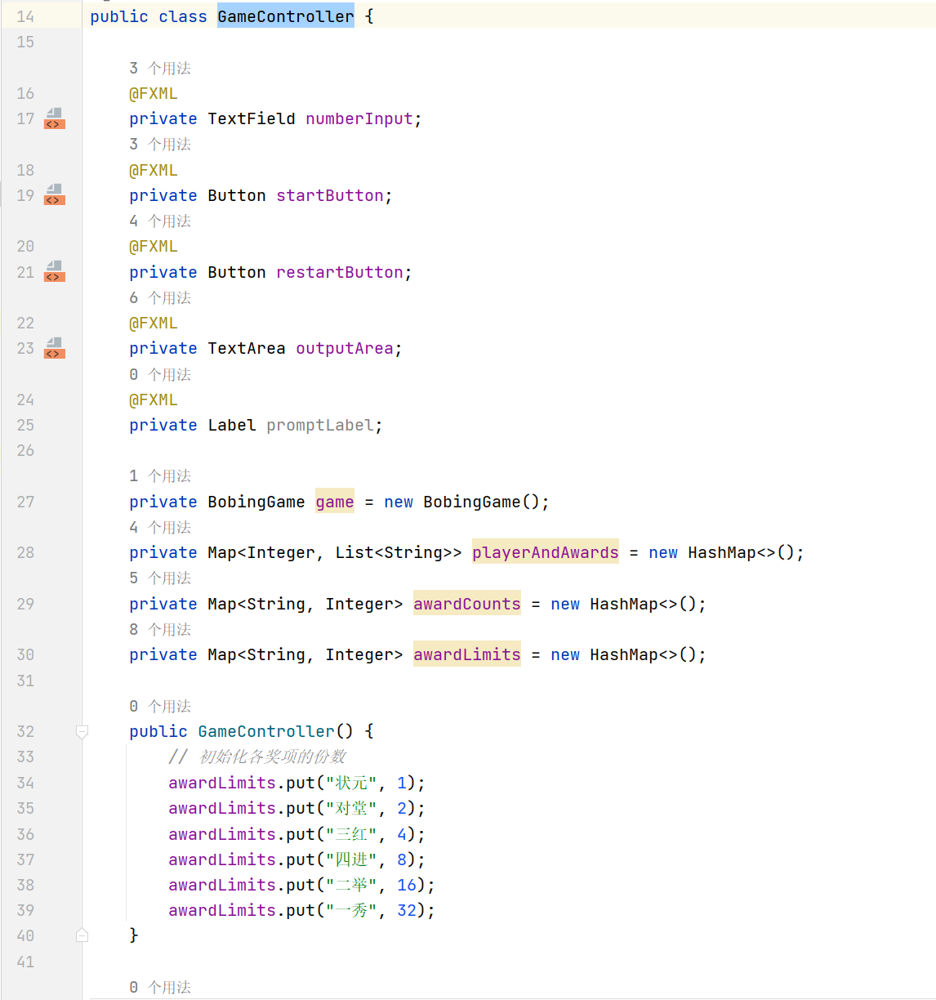 14 public class GameController {
15
3 个用法
16 @FXML
17 private TextField numberInput;
3 个用法
18 @FXML
19 private Button startButton;
4 个用法
20 @FXML
21 private Button restartButton;
6 个用法
22 @FXML
23 private TextArea outputArea;
0 个用法
24 @FXML
25 private Label promptLabel;
26
1 个用法
27 private BobingGame game = new BobingGame();
4 个用法
28 private Map<Integer, List<String>> playerAndAwards = new HashMap<>();
5 个用法
29 private Map<String, Integer> awardCounts = new HashMap<>();
8 个用法
30 private Map<String, Integer> awardLimits = new HashMap<>();
31
0 个用法
32 public GameController() {
33 // 初始化各奖项的份数
34 awardLimits.put("状元", 1);
35 awardLimits.put("对堂", 2);
36 awardLimits.put("三红", 4);
37 awardLimits.put("四进", 8);
38 awardLimits.put("二举", 16);
39 awardLimits.put("一秀", 32);
40 }
41
0 个用法